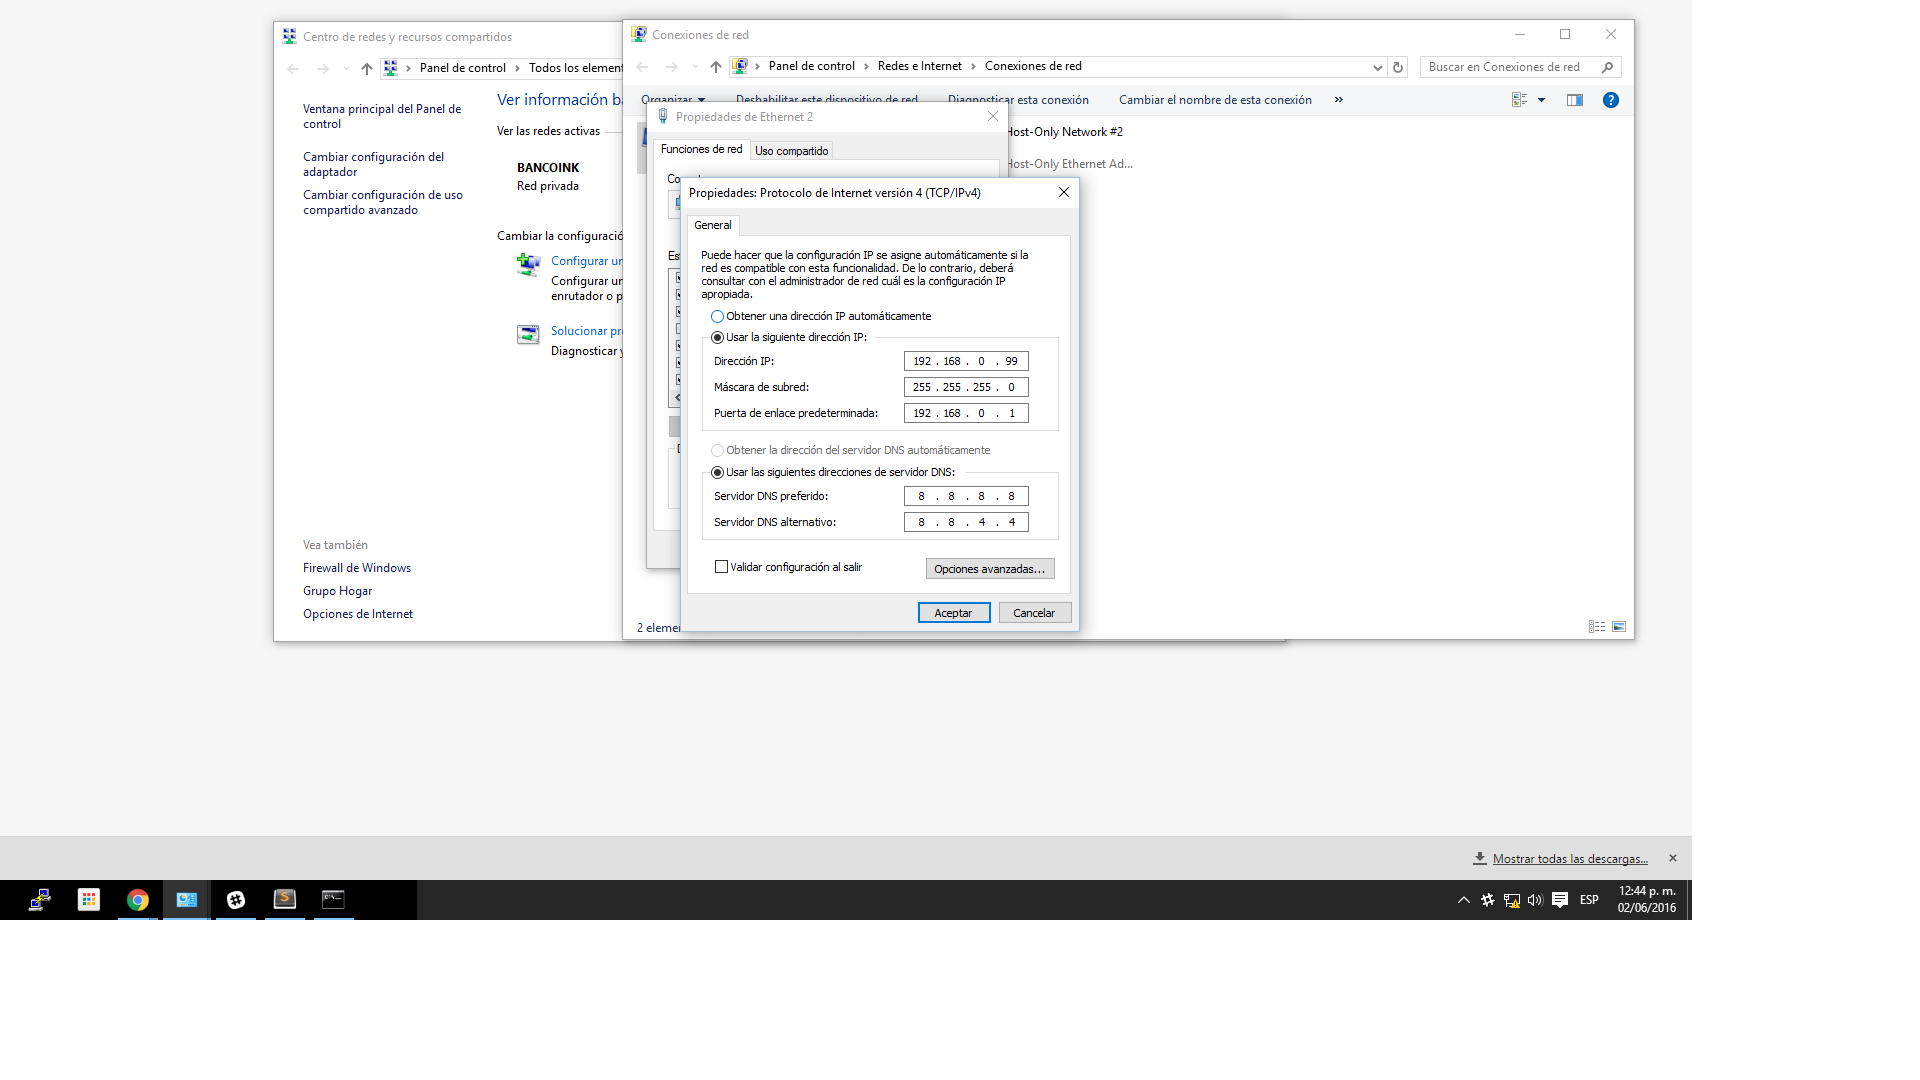 Centro de redes y recursos compartidos
Panel de control
Todos los element
Ventana principal del Panel de
control
Cambiar configuración del
adaptador
Cambiar configuración de uso
compartido avanzado
Vea también
Firewall de Windows
Grupo Hogar
Opciones de Internet
Ver información ba
Ver las redes activas
BANCOINK
Red privada
Cambiar la configuració
Configurar un
Configurar un
enrutador o p
Solucionar pr
Diagnosticar y
Conexiones de red
Panel de control
Redes e Internet
Conexiones de red
Buscar en Conexiones de red
Organizar
Deshabilitar este dispositivo de red
Diagnosticar esta conexión
Cambiar el nombre de esta conexión
»
Host-Only Network #2
Host-Only Ethernet Ad...
2 elemen
Propiedades de Ethernet 2
Funciones de red
Uso compartido
Co
Es
Propiedades: Protocolo de Internet versión 4 (TCP/IPv4)
General
Puede hacer que la configuración IP se asigne automáticamente si la
red es compatible con esta funcionalidad. De lo contrario, deberá
consultar con el administrador de red cuál es la configuración IP
apropiada.
Obtener una dirección IP automáticamente
Usar la siguiente dirección IP:
Dirección IP: 192 . 168 . 0 . 99
Máscara de subred: 255 . 255 . 255 . 0
Puerta de enlace predeterminada: 192 . 168 . 0 . 1
Obtener la dirección del servidor DNS automáticamente
Usar las siguientes direcciones de servidor DNS:
Servidor DNS preferido: 8 . 8 . 8 . 8
Servidor DNS alternativo: 8 . 8 . 4 . 4
Validar configuración al salir
Opciones avanzadas...
Aceptar
Cancelar
Mostrar todas las descargas...
ESP
12:44 p. m.
02/06/2016